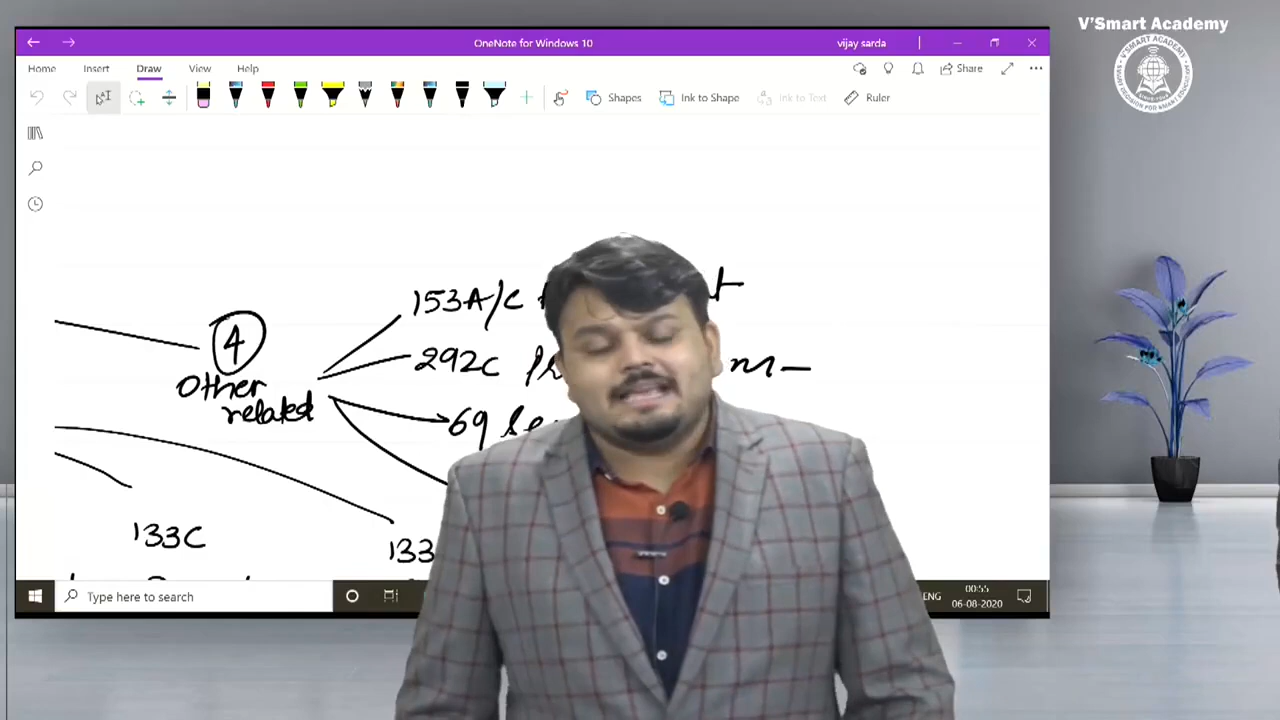 V'Smart Academy
OneNote for Windows 10
vijay sarda
Home Insert Draw View Help
Share
Shapes
Ink to Shape
Ink to Text
Ruler
153A/C
292C
4
Other
related
69
133C
133
Type here to search
ENG
00:55
06-08-2020